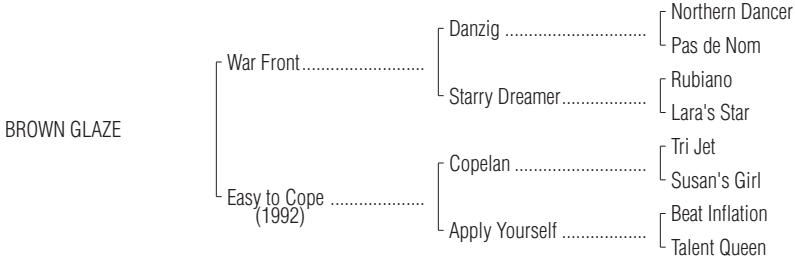 Northern Dancer
Danzig ..............................
Pas de Nom
War Front..........................
Rubiano
Starry Dreamer..................
Lara's Star
BROWN GLAZE
Tri Jet
Copelan ............................
Susan's Girl
Easy to Cope ....................
(1992)
Beat Inflation
Apply Yourself ..................
Talent Queen